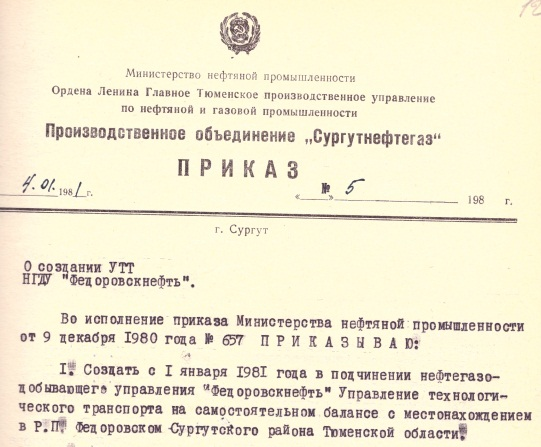 12
Министерство нефтяной промышленности
Ордена Ленина Главное Тюменское производственное управление
по нефтяной и газовой промышленности
Производственное объединение „Сургутнефтегаз“
ПРИКАЗ
4.01.1981 г. № 5
«    » 198 г.
г. Сургут
О создании УТТ
НГДУ "Федоровскнефть".
Во исполнение приказа Министерства нефтяной промышленности
от 9 декабря 1980 года № 657 ПРИКАЗЫВАЮ:
I. Создать с I января 1981 года в подчинении нефтегазо-
добывающего управления "Федоровскнефть" Управление технологи-
ческого транспорта на самостоятельном балансе с местонахождением
в Р.П. Федоровском Сургутского района Тюменской области.